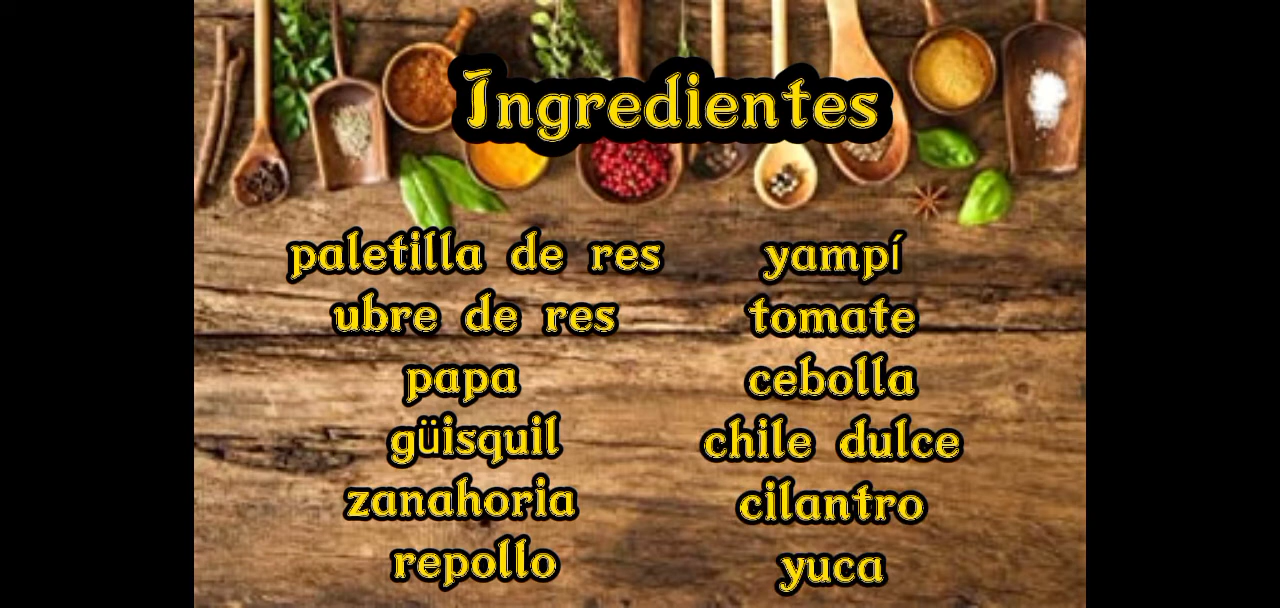 Ingredientes
paletilla de res
ubre de res
papa
güisquil
zanahoria
repollo
yampí
tomate
cebolla
chile dulce
cilantro
yuca